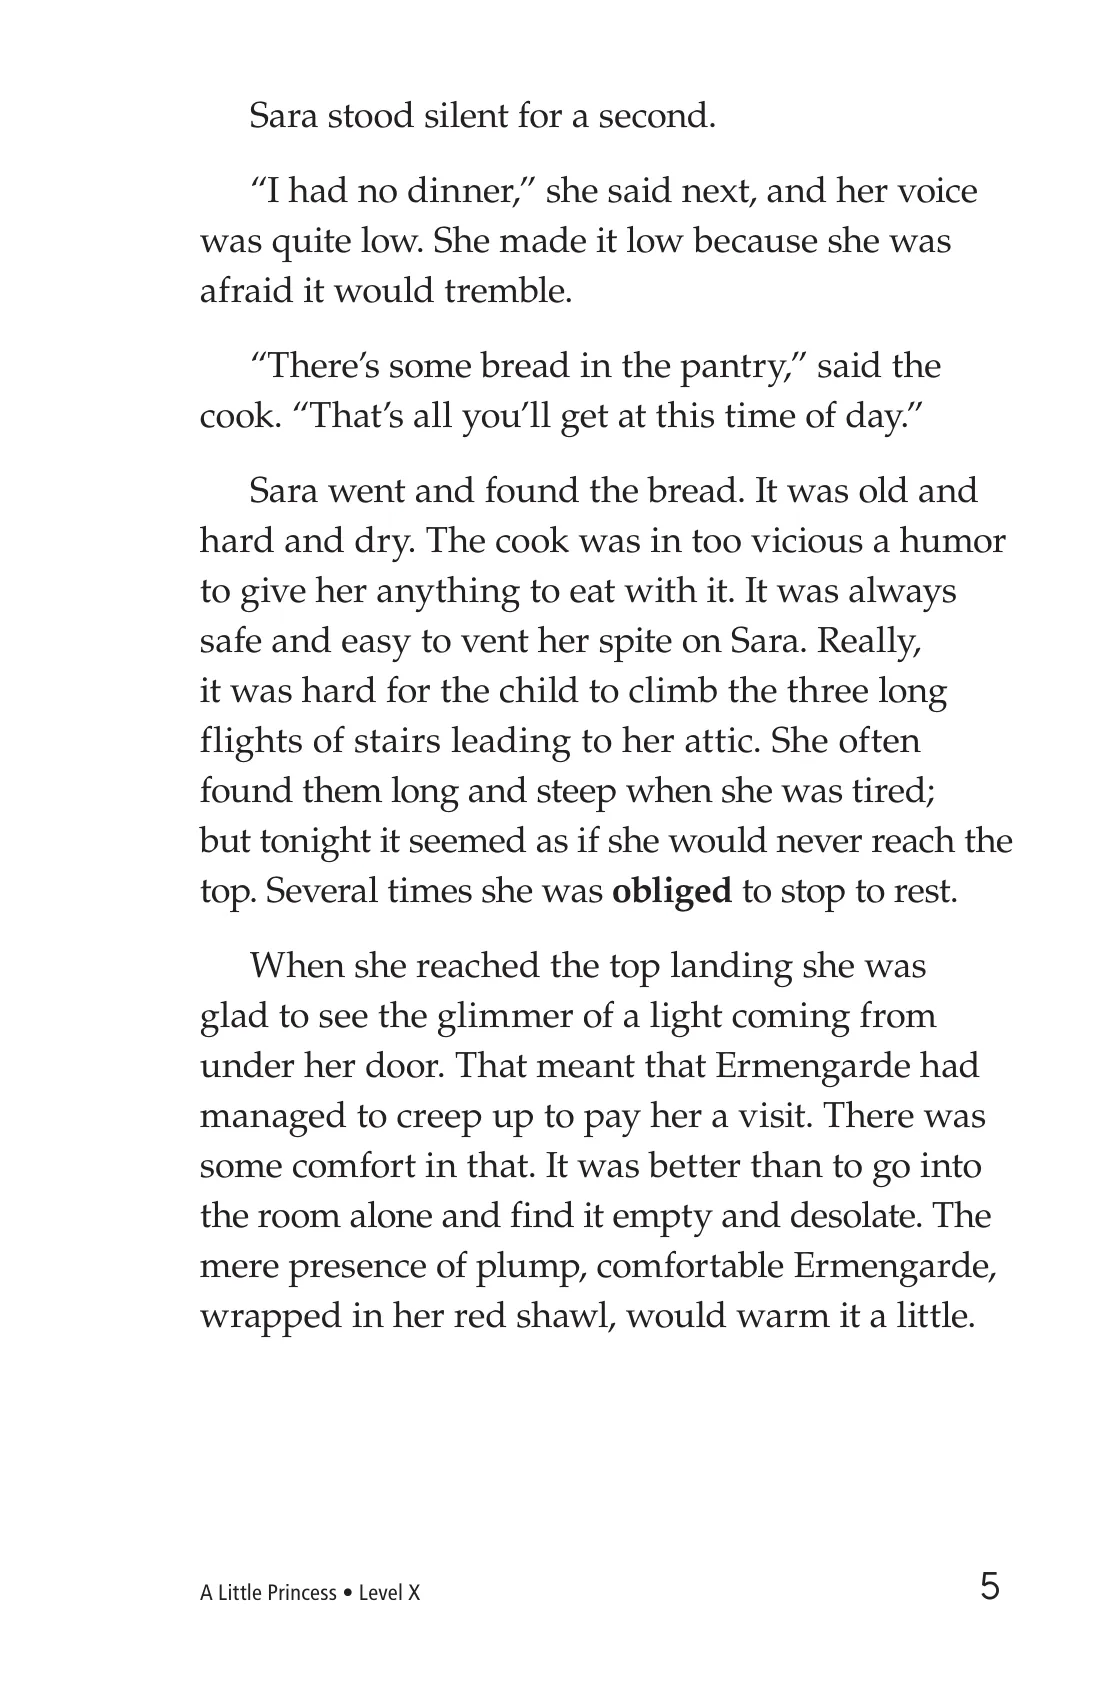 Sara stood silent for a second.
“I had no dinner,” she said next, and her voice
was quite low. She made it low because she was
afraid it would tremble.
“There’s some bread in the pantry,” said the
cook. “That’s all you’ll get at this time of day.”
Sara went and found the bread. It was old and
hard and dry. The cook was in too vicious a humor
to give her anything to eat with it. It was always
safe and easy to vent her spite on Sara. Really,
it was hard for the child to climb the three long
flights of stairs leading to her attic. She often
found them long and steep when she was tired;
but tonight it seemed as if she would never reach the
top. Several times she was obliged to stop to rest.
When she reached the top landing she was
glad to see the glimmer of a light coming from
under her door. That meant that Ermengarde had
managed to creep up to pay her a visit. There was
some comfort in that. It was better than to go into
the room alone and find it empty and desolate. The
mere presence of plump, comfortable Ermengarde,
wrapped in her red shawl, would warm it a little.
A Little Princess • Level X
5